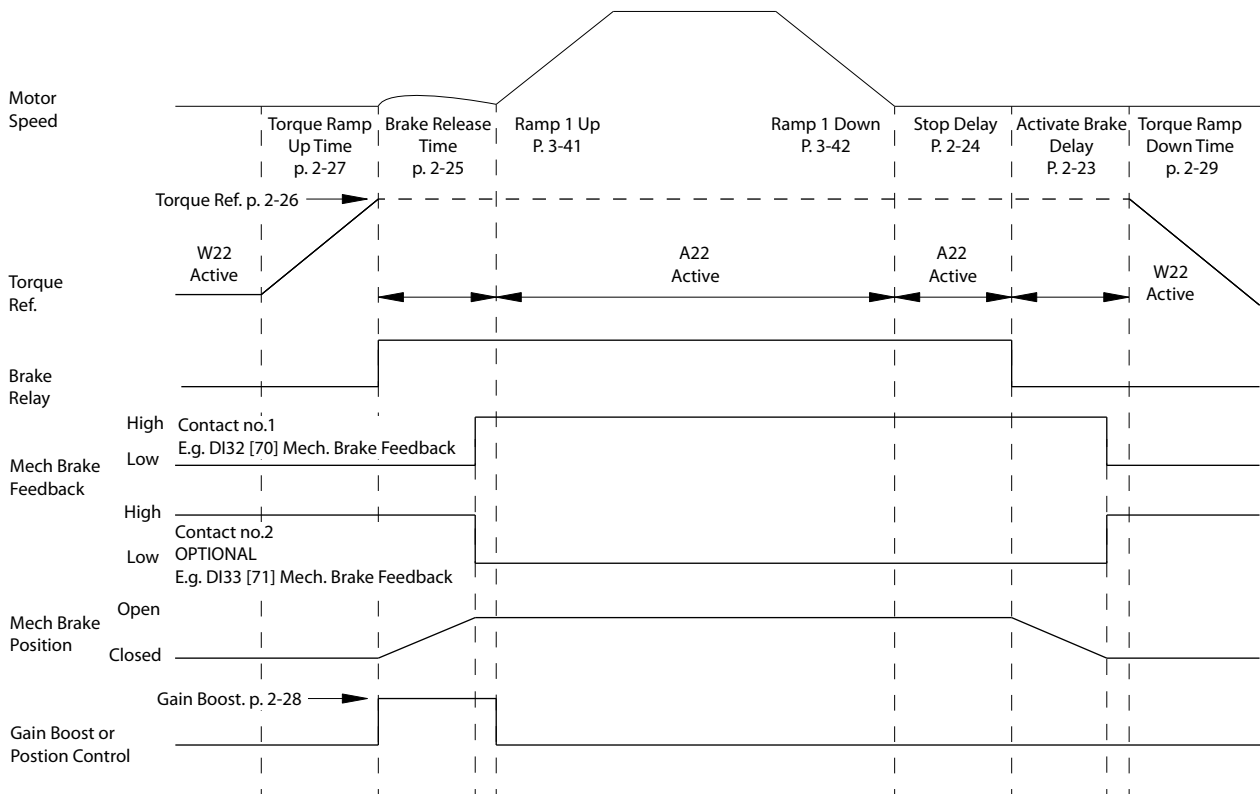 Motor
Speed
Torque Ramp
Up Time
p. 2-27
Brake Release
Time
p. 2-25
Ramp 1 Up
P. 3-41
Ramp 1 Down
P. 3-42
Stop Delay
P. 2-24
Activate Brake
Delay
P. 2-23
Torque Ramp
Down Time
p. 2-29
Torque Ref. p. 2-26
W22
Active
A22
Active
A22
Active
W22
Active
Torque
Ref.
Brake
Relay
High
Contact no.1
E.g. DI32 [70] Mech. Brake Feedback
Low
Mech Brake
Feedback
High
Contact no.2
Low
OPTIONAL
E.g. DI33 [71] Mech. Brake Feedback
Open
Mech Brake
Position
Closed
Gain Boost. p. 2-28
Gain Boost or
Postion Control